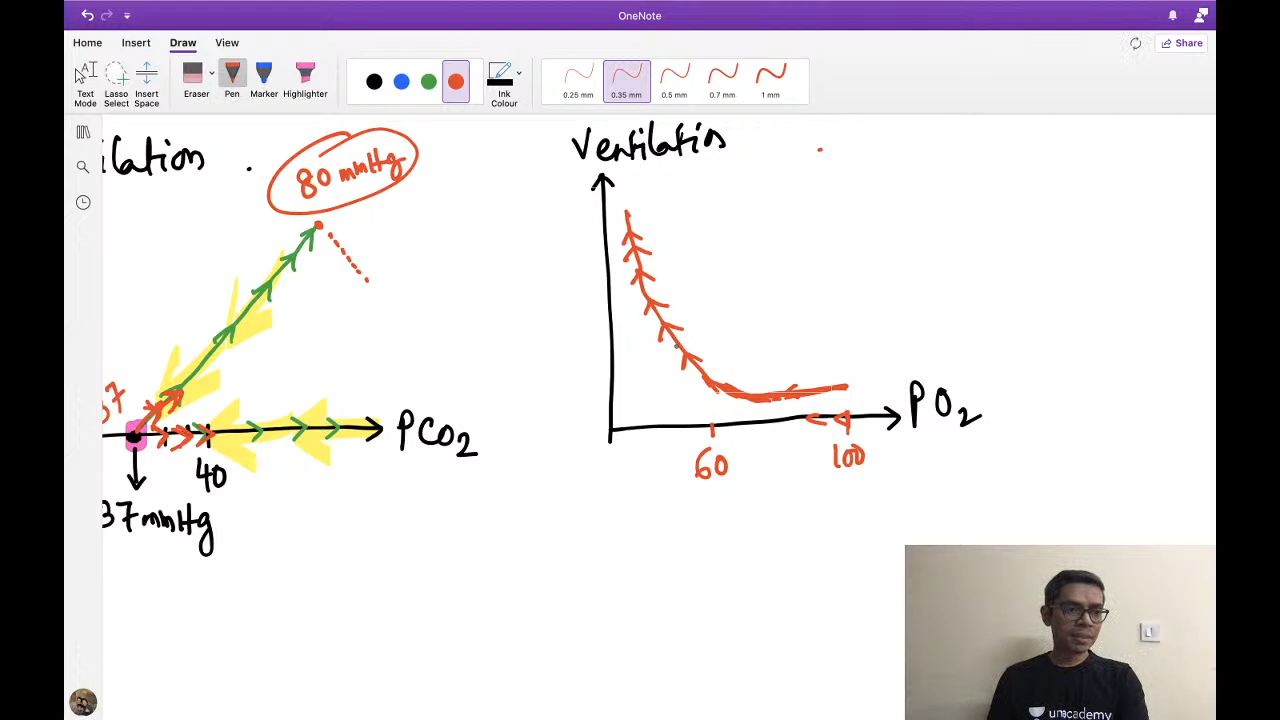 OneNote
Home Insert Draw View
Share
Text Mode
Lasso Select
Insert Space
Eraser
Pen
Marker
Highlighter
Ink Colour
0.25 mm
0.35 mm
0.5 mm
0.7 mm
1 mm
ilation .
80 mmHg
PCO2
37
40
37mmHg
Ventilation
PO2
60
100
unacademy